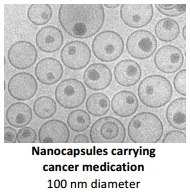 Nanocapsules carrying
cancer medication
100 nm diameter